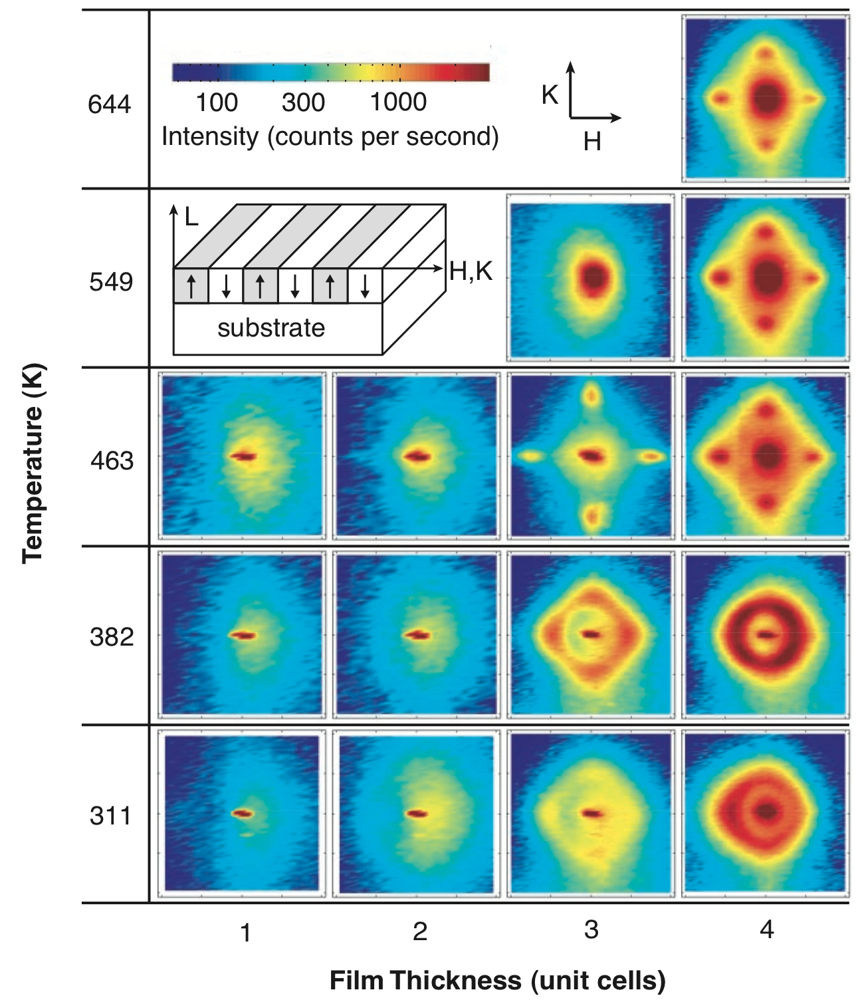 644
100 300 1000
Intensity (counts per second)
K
H
549
L
H,K
substrate
Temperature (K)
463
382
311
1 2 3 4
Film Thickness (unit cells)